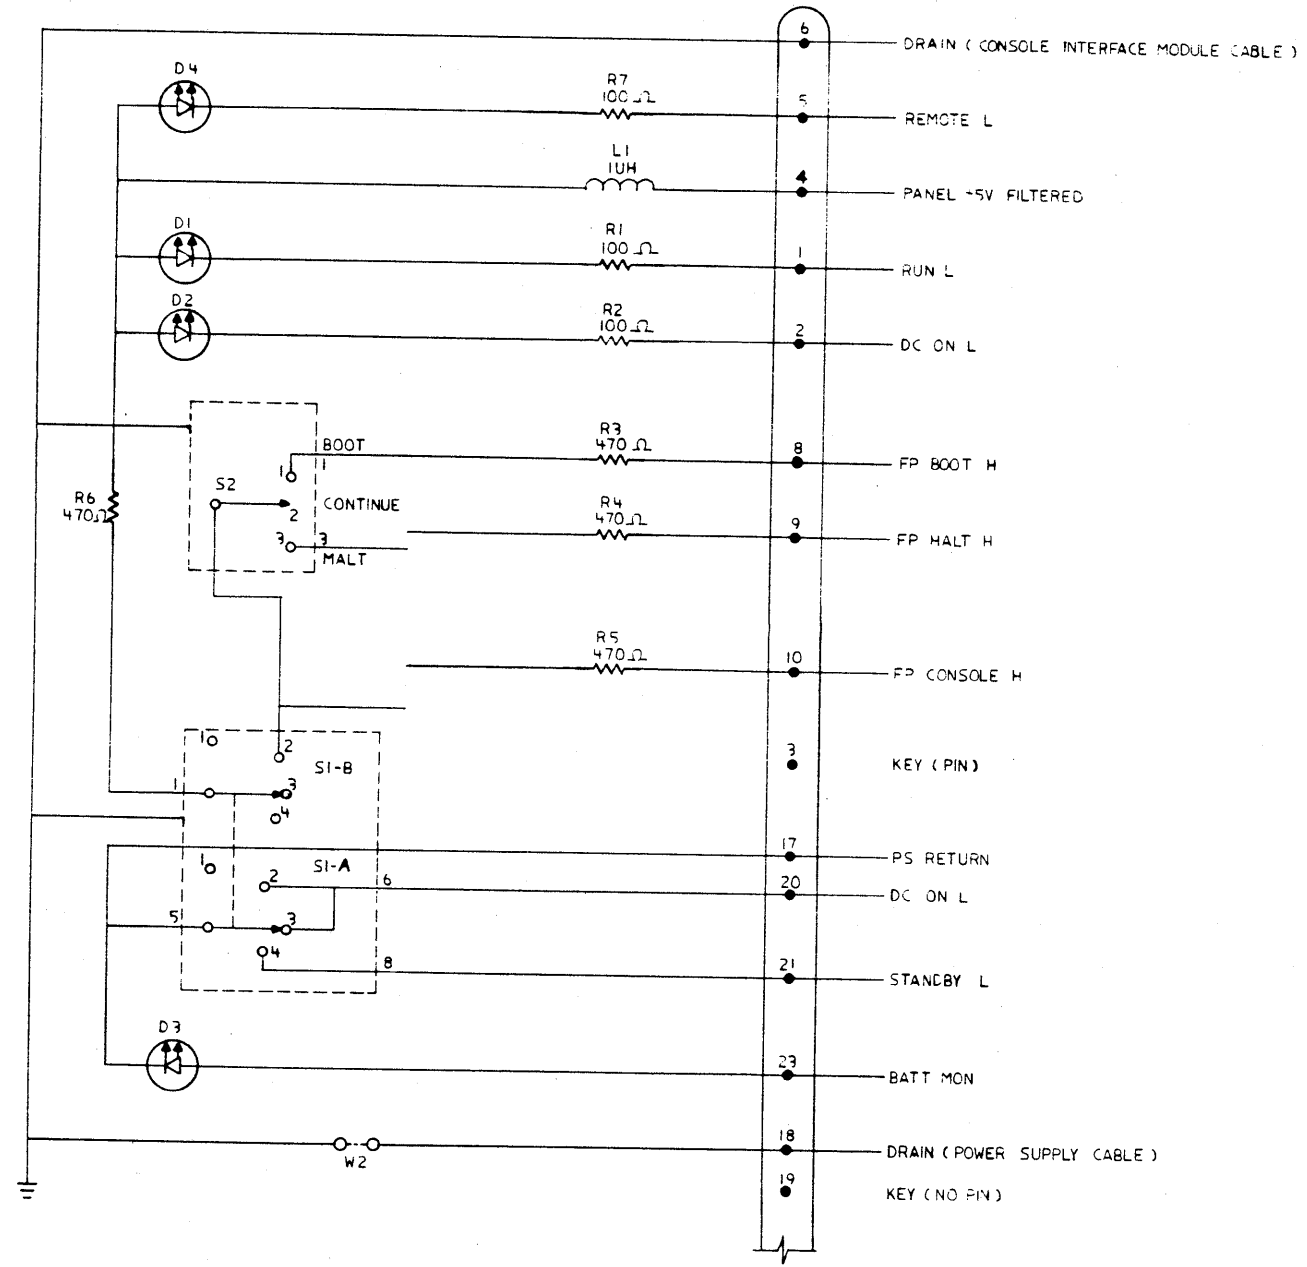 6
DRAIN (CONSOLE INTERFACE MODULE CABLE)
D4
R7
100 Ω
5
REMOTE L
L1
1UH
4
PANEL +5V FILTERED
D1
R1
100 Ω
1
RUN L
D2
R2
100 Ω
2
DC ON L
BOOT
1
1
R3
470 Ω
8
FP BOOT H
S2
2
CONTINUE
R6
470Ω
R4
470Ω
9
FP HALT H
3
3
MALT
R5
470Ω
10
FP CONSOLE H
1
2
S1-B
3
KEY (PIN)
1
3
4
17
PS RETURN
1
S1-A
2
6
20
DC ON L
5
3
4
8
21
STANDBY L
D3
23
BATT MON
W2
18
DRAIN (POWER SUPPLY CABLE)
19
KEY (NO PIN)